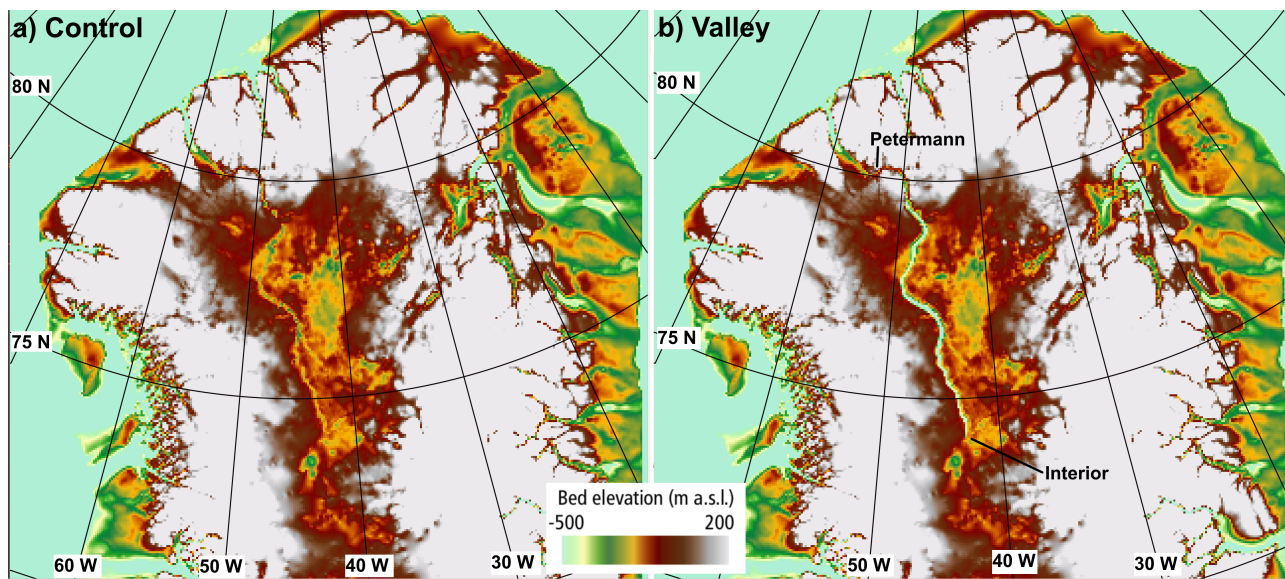 a) Control
b) Valley
80 N
80 N
Petermann
75 N
75 N
Interior
Bed elevation (m a.s.l.)
-500 200
60 W
50 W
40 W
30 W
50 W
40 W
30 W